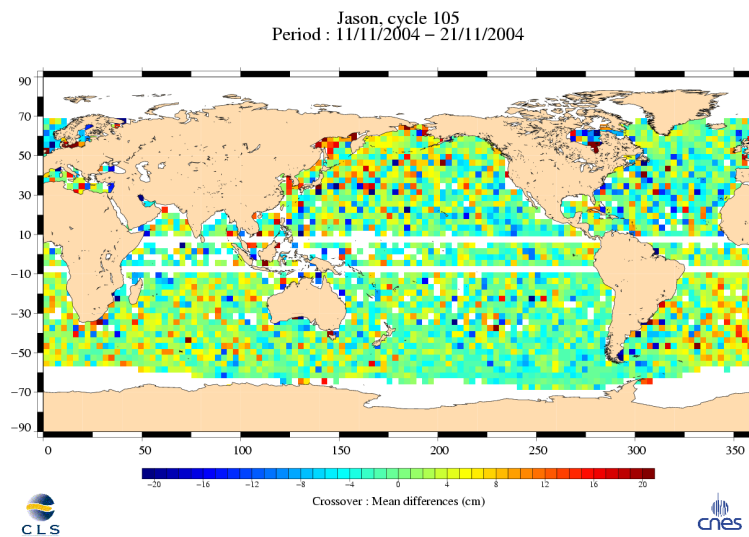 Jason, cycle 105
Period : 11/11/2004 − 21/11/2004
90
70
50
30
10
−10
−30
−50
−70
−90
0 50 100 150 200 250 300 350
−20 −16 −12 −8 −4 0 4 8 12 16 20
Crossover : Mean differences (cm)
CLS
cnes